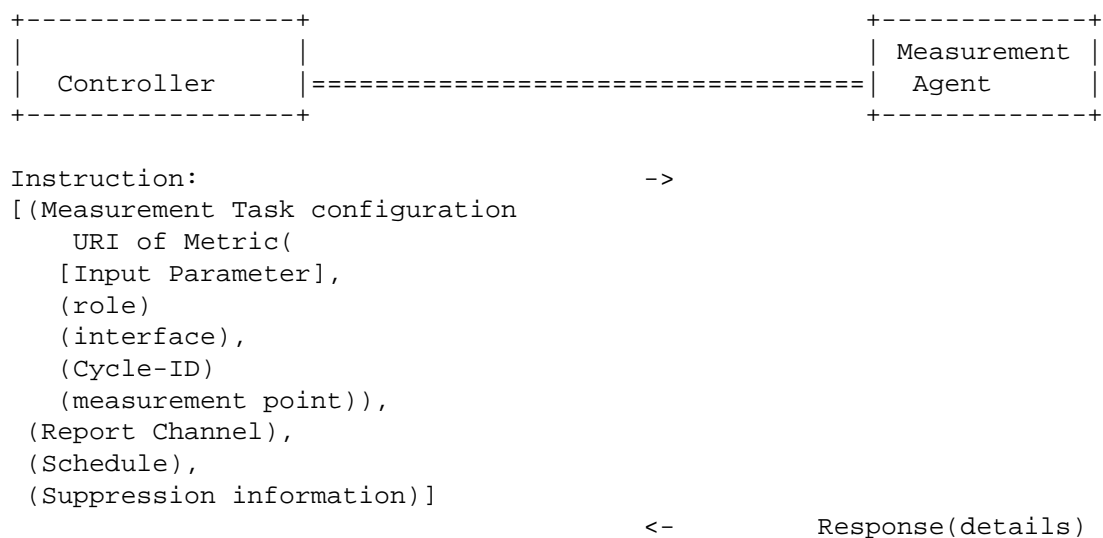 +-----------------+                                   +-------------+
|                 |                                   | Measurement |
|   Controller    |===================================|  Agent      |
+-----------------+                                   +-------------+

Instruction:                            ->
[(Measurement Task configuration
    URI of Metric(
   [Input Parameter],
   (role)
   (interface),
   (Cycle-ID)
   (measurement point)),
 (Report Channel),
 (Schedule),
 (Suppression information)]
                                        <-         Response(details)